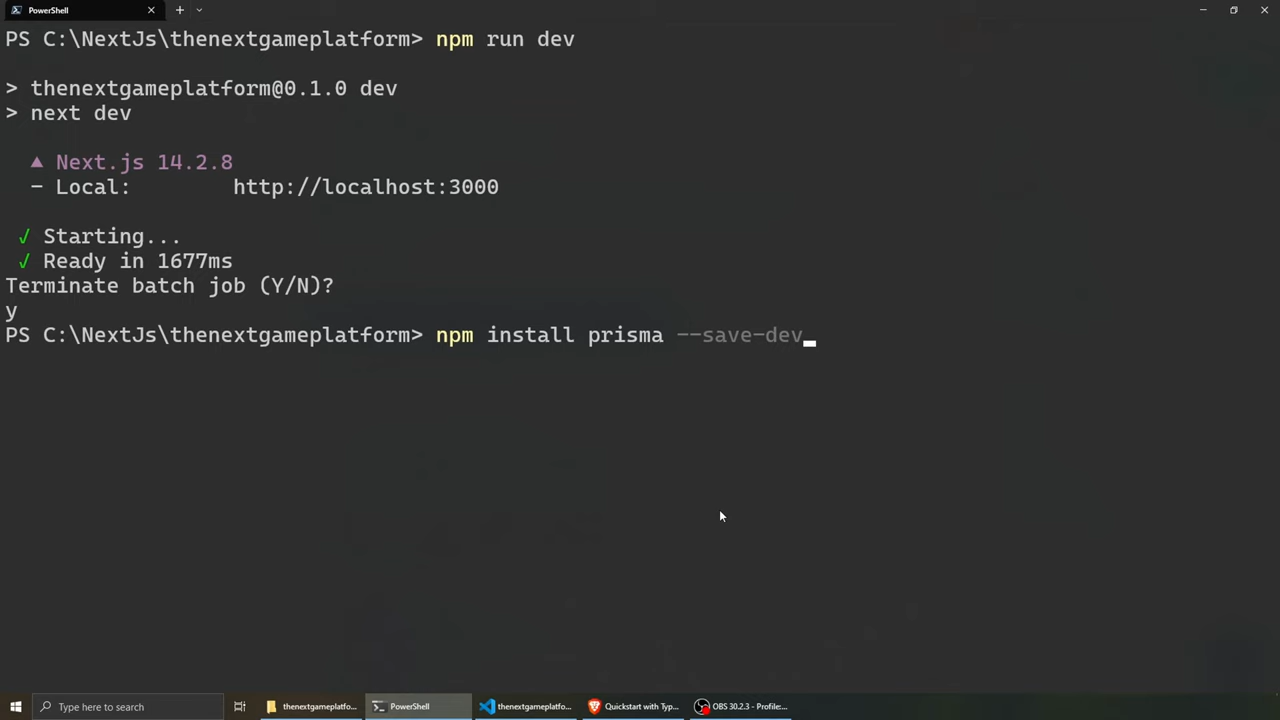 PowerShell
PS C:\NextJs\thenextgameplatform> npm run dev
> thenextgameplatform@0.1.0 dev
> next dev
▲ Next.js 14.2.8
- Local: http://localhost:3000
✓ Starting...
✓ Ready in 1677ms
Terminate batch job (Y/N)?
y
PS C:\NextJs\thenextgameplatform> npm install prisma --save-dev
Type here to search
thenextgameplatfo...
PowerShell
thenextgameplatfo...
Quickstart with Typ...
OBS 30.2.3 - Profile:...